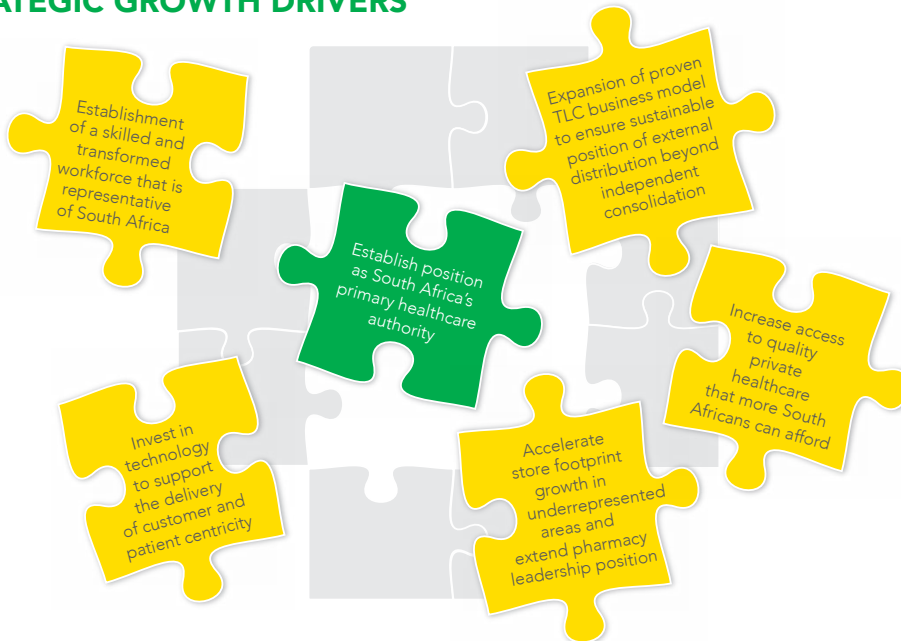 ATEGIC GROWTH DRIVERS
Establishment
of a skilled and
transformed
workforce that is
representative
of South Africa
Expansion of proven
TLC business model
to ensure sustainable
position of external
distribution beyond
independent
consolidation
Establish position
as South Africa's
primary healthcare
authority
Increase access
to quality
private
healthcare
that more South
Africans can afford
Invest in
technology
to support
the delivery
of customer and
patient centricity
Accelerate
store footprint
growth in
underrepresented
areas and
extend pharmacy
leadership position